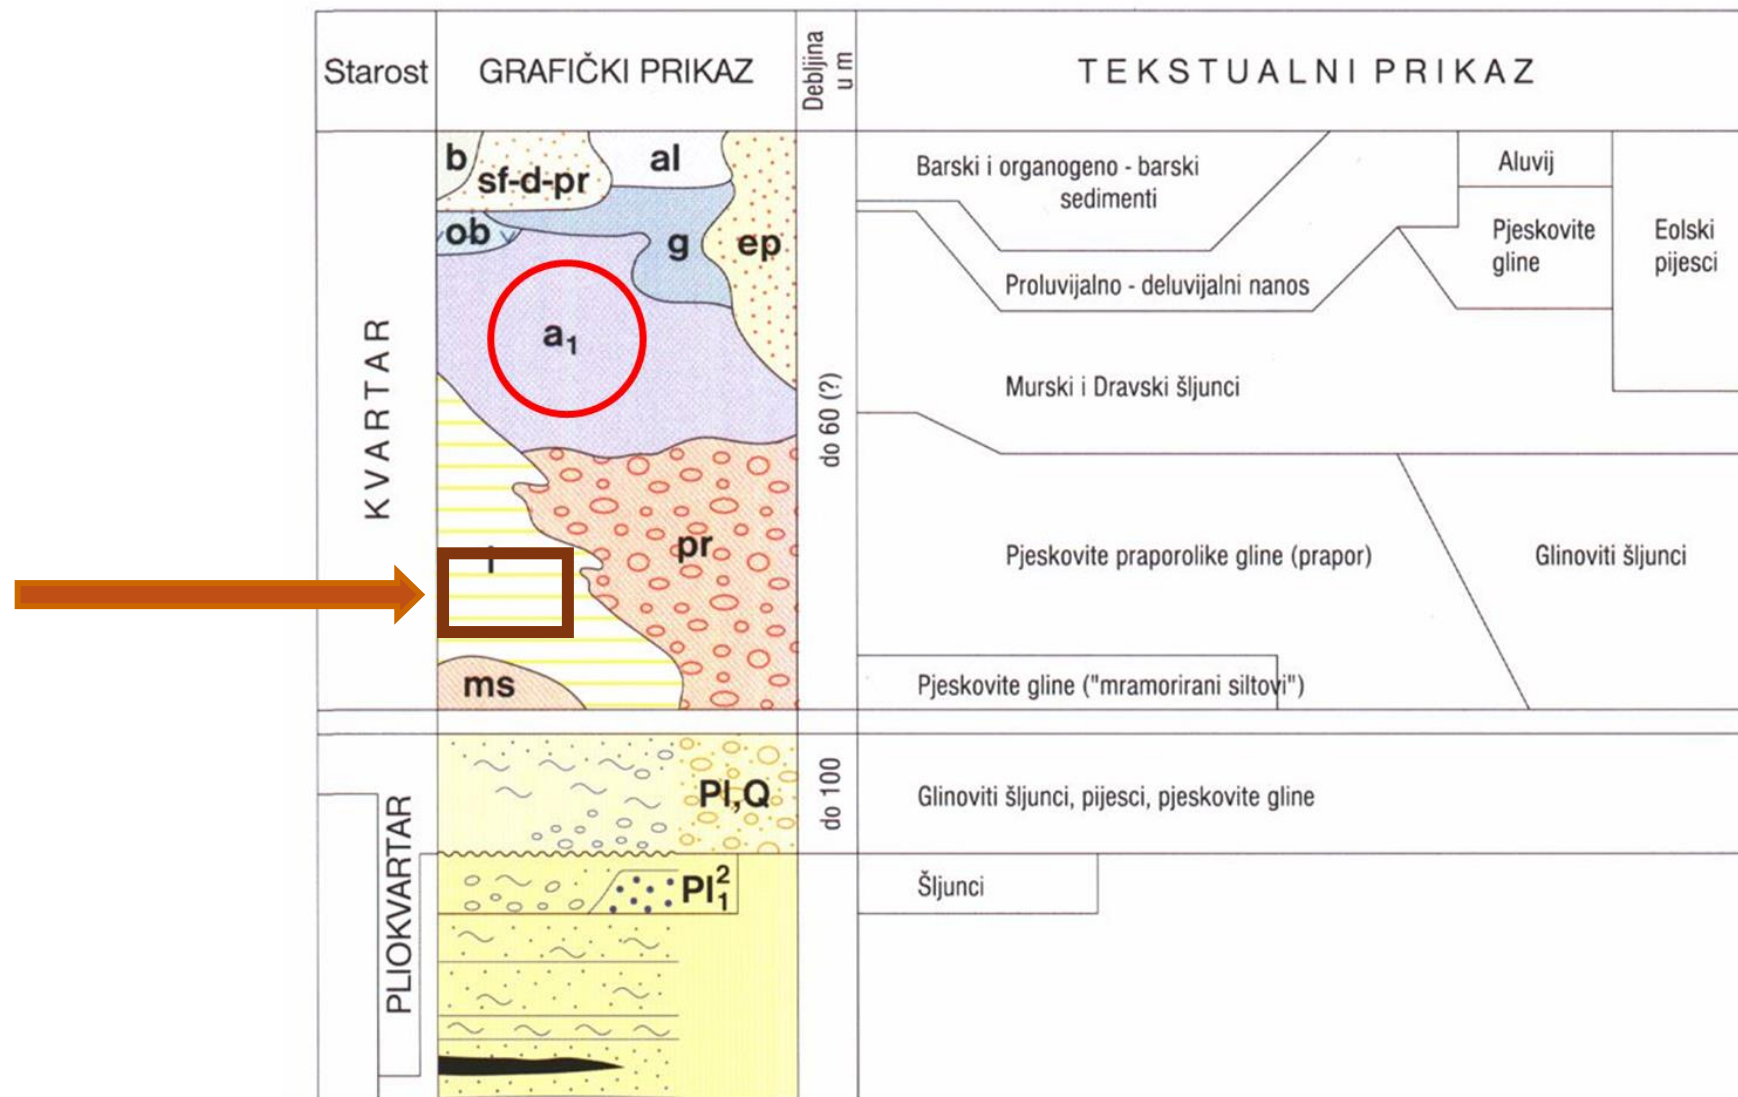 Starost
GRAFIČKI PRIKAZ
Debljina
u m
TEKSTUALNI PRIKAZ
KVARTAR
b
sf-d-pr
al
ob
g
ep
a₁
pr
ms
do 60 (?)
Barski i organogeno - barski
sedimenti
Aluvij
Pjeskovite
gline
Eolski
pijesci
Proluvijalno - deluvijalni nanos
Murski i Dravski šljunci
Pjeskovite praporolike gline (prapor)
Glinoviti šljunci
Pjeskovite gline ("mramorirani siltovi")
PLIOKVARTAR
Pl,Q
do 100
Glinoviti šljunci, pijesci, pjeskovite gline
Pl₁²
Šljunci